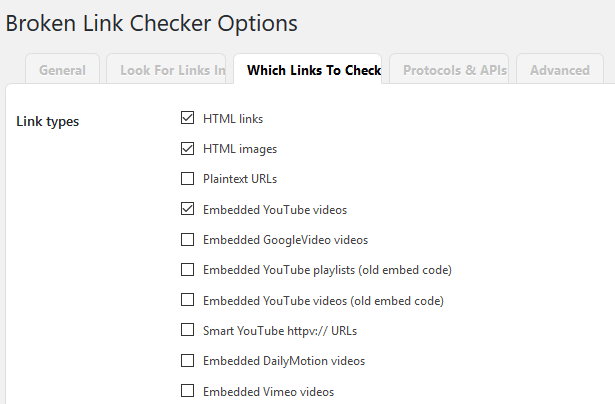 Broken Link Checker Options
General Look For Links In Which Links To Check Protocols & APIs Advanced
Link types
HTML links
HTML images
Plaintext URLs
Embedded YouTube videos
Embedded GoogleVideo videos
Embedded YouTube playlists (old embed code)
Embedded YouTube videos (old embed code)
Smart YouTube httpv:// URLs
Embedded DailyMotion videos
Embedded Vimeo videos